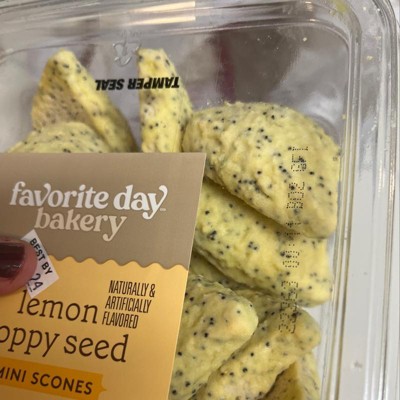 TAMPER SEAL
favorite day
bakery
BEST BY
24
lemon
oppy seed
NATURALLY &
ARTIFICIALLY
FLAVORED
MINI SCONES